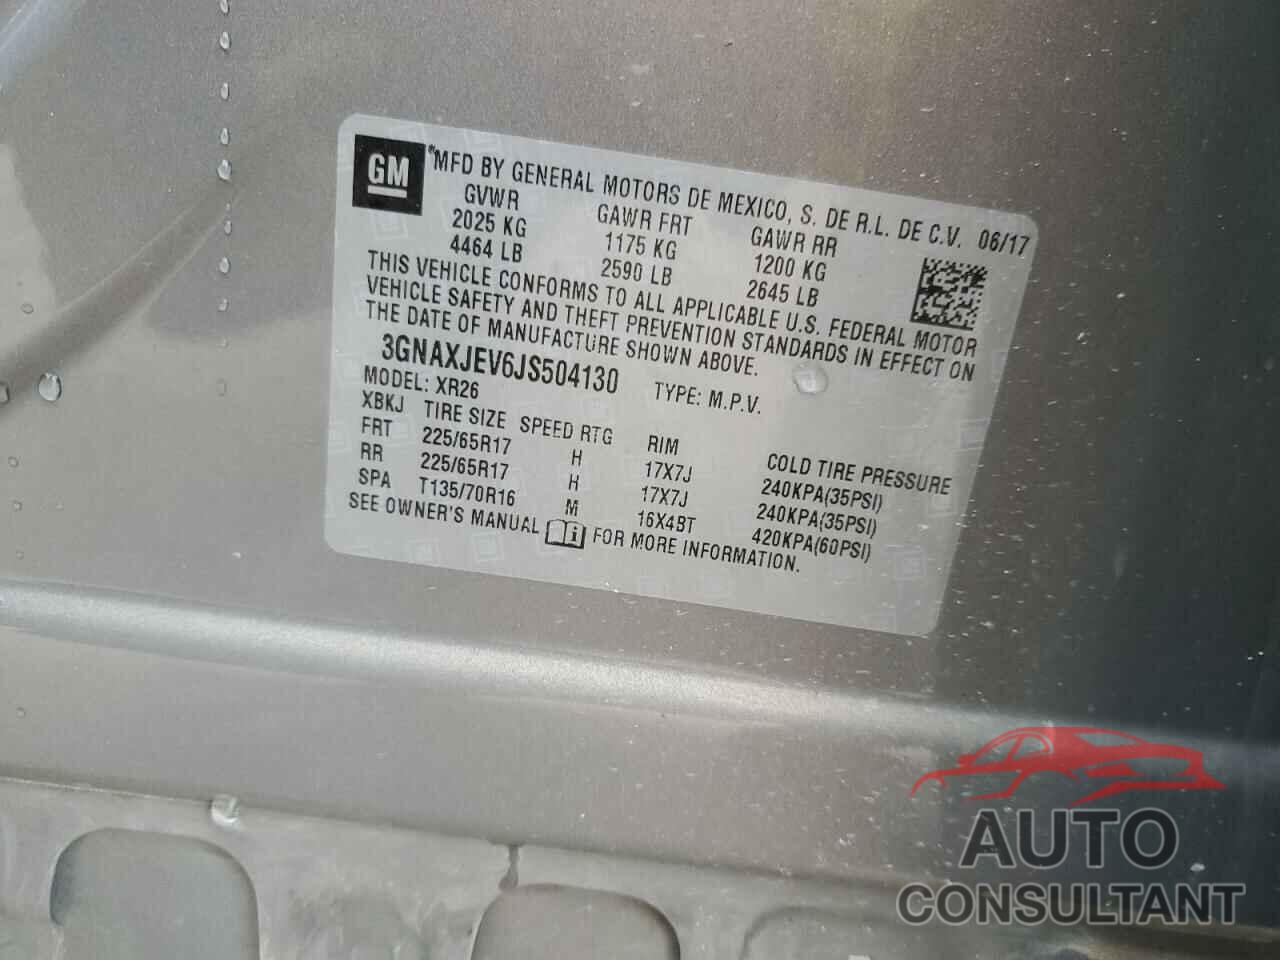 GM
*MFD BY GENERAL MOTORS DE MEXICO, S. DE R.L. DE C.V. 06/17
GVWR GAWR FRT GAWR RR
2025 KG 1175 KG 1200 KG
4464 LB 2590 LB 2645 LB
THIS VEHICLE CONFORMS TO ALL APPLICABLE U.S. FEDERAL MOTOR
VEHICLE SAFETY AND THEFT PREVENTION STANDARDS IN EFFECT ON
THE DATE OF MANUFACTURE SHOWN ABOVE.
3GNAXJEV6JS504130 TYPE: M.P.V.
MODEL: XR26
XBKJ TIRE SIZE SPEED RTG RIM COLD TIRE PRESSURE
FRT 225/65R17 H 17X7J 240KPA(35PSI)
RR 225/65R17 H 17X7J 240KPA(35PSI)
SPA T135/70R16 M 16X4BT 420KPA(60PSI)
SEE OWNER'S MANUAL FOR MORE INFORMATION.
AUTO
CONSULTANT